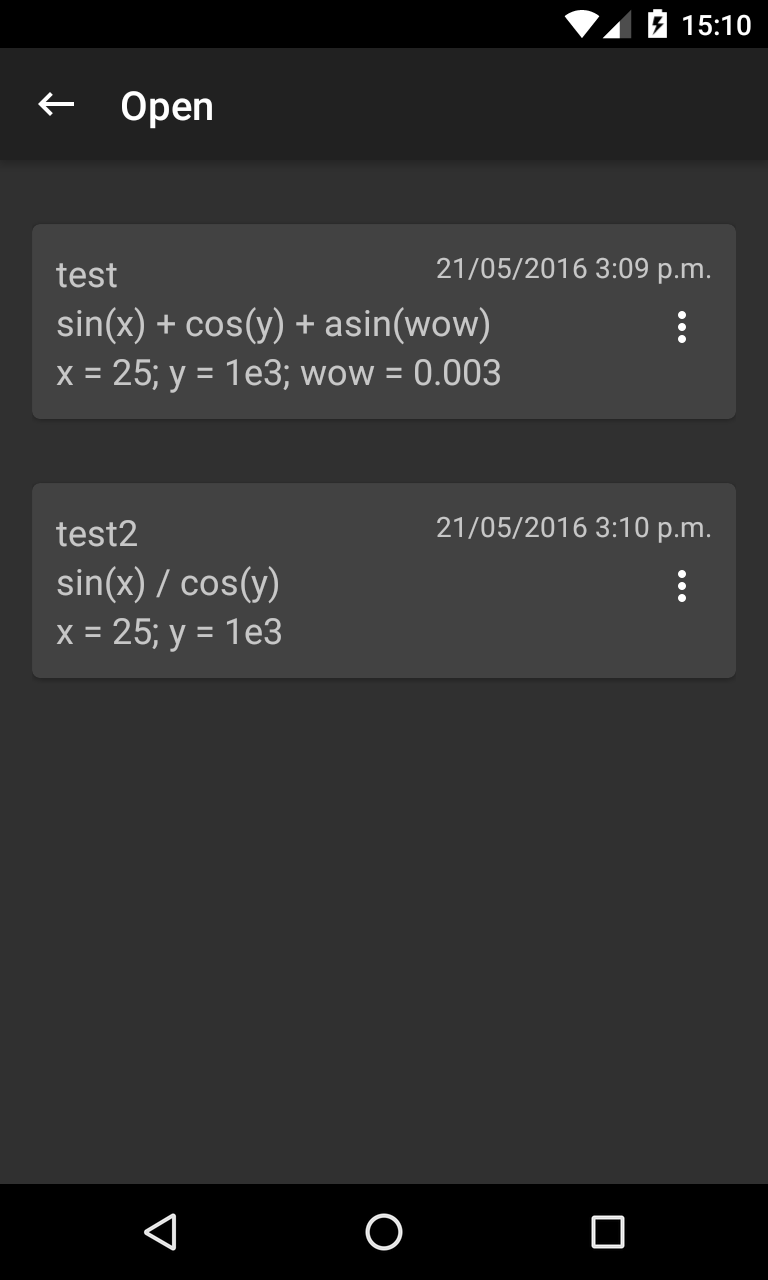 15:10
Open
test
21/05/2016 3:09 p.m.
sin(x) + cos(y) + asin(wow)
x = 25; y = 1e3; wow = 0.003
test2
21/05/2016 3:10 p.m.
sin(x) / cos(y)
x = 25; y = 1e3